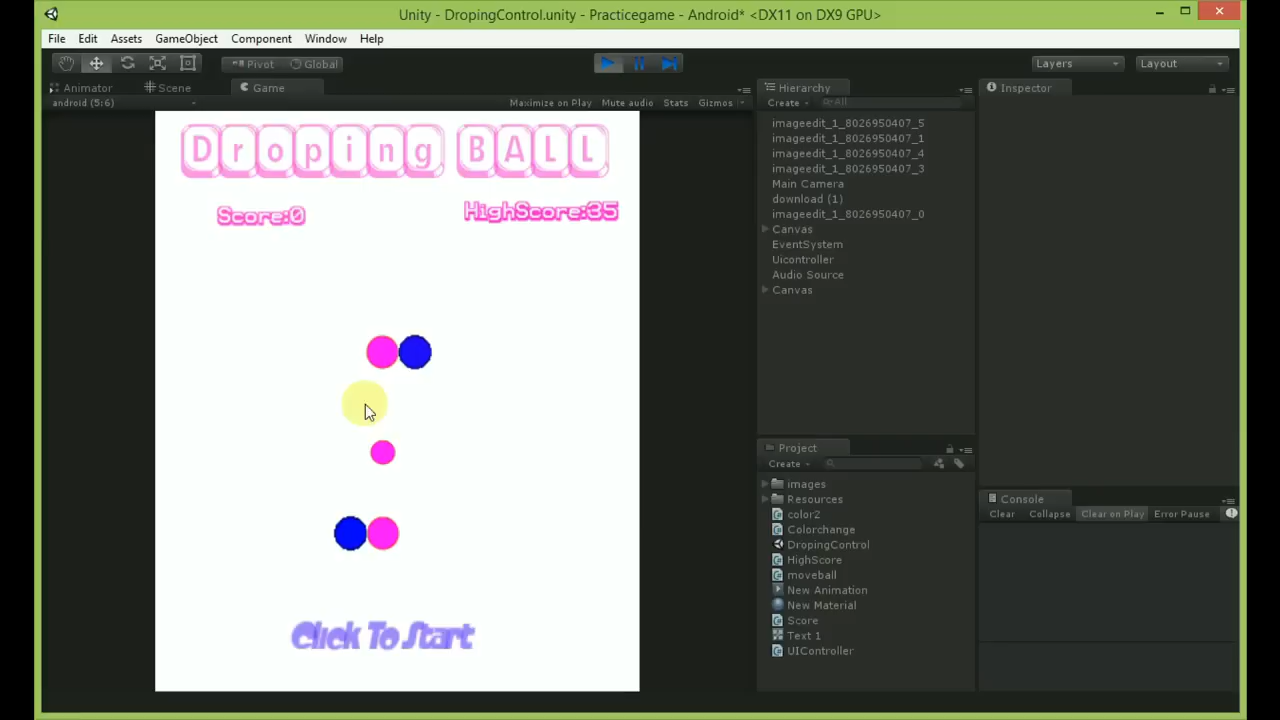 Unity - DropingControl.unity - Practicegame - Android* <DX11 on DX9 GPU>
File Edit Assets GameObject Component Window Help
Pivot Global Layers Layout
Animator Scene Game
android (5:6) Maximize on Play Mute audio Stats Gizmos
Droping BALL
Score:0 HighScore:35
Click To Start
Hierarchy
Create All
imageedit_1_8026950407_5
imageedit_1_8026950407_1
imageedit_1_8026950407_4
imageedit_1_8026950407_3
Main Camera
download (1)
imageedit_1_8026950407_0
Canvas
EventSystem
Uicontroller
Audio Source
Canvas
Project
Create
images
Resources
color2
Colorchange
DropingControl
HighScore
moveball
New Animation
New Material
Score
Text 1
UIController
Inspector
Console
Clear Collapse Clear on Play Error Pause